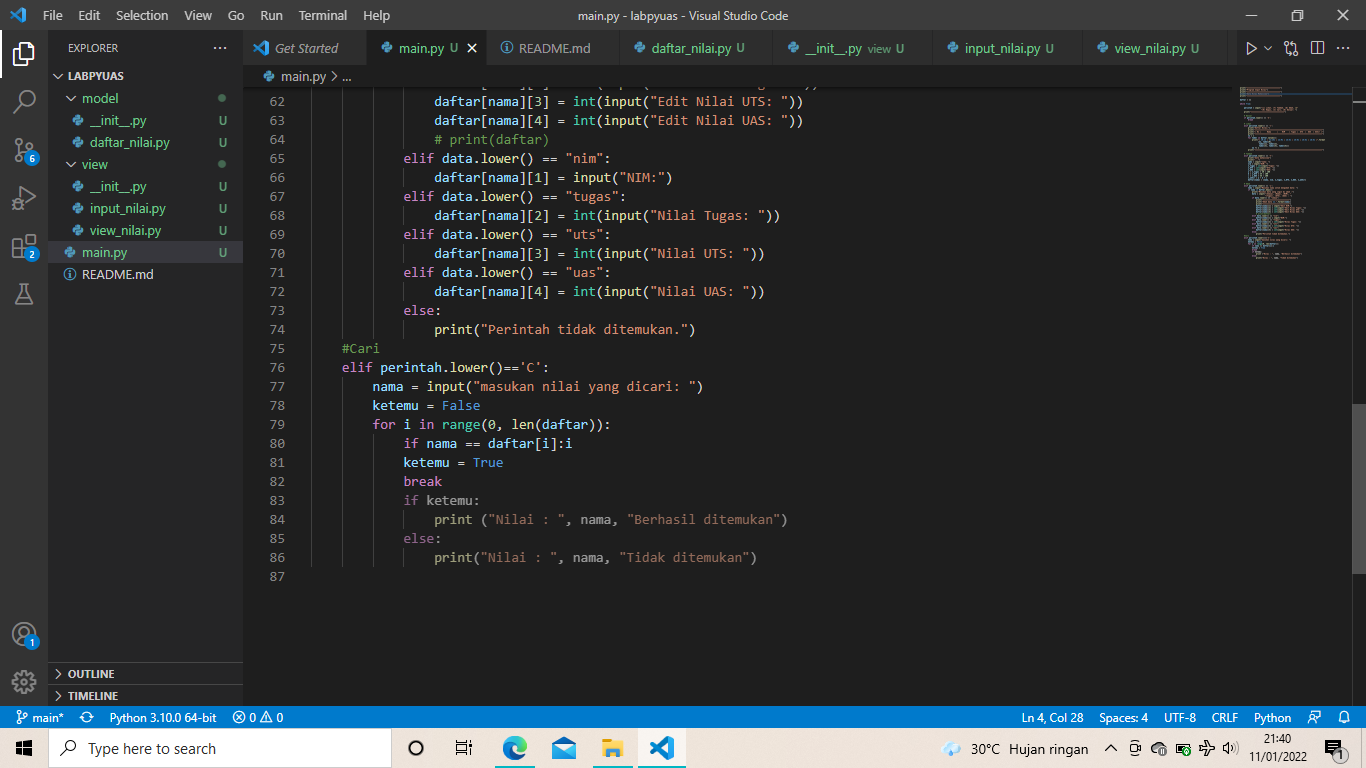 File Edit Selection View Go Run Terminal Help main.py - labpyuas - Visual Studio Code
EXPLORER ...
Get Started main.py U README.md daftar_nilai.py U __init__.py view U input_nilai.py U view_nilai.py U
LABPYUAS
main.py > ...
model
__init__.py U
daftar_nilai.py U
view
__init__.py U
input_nilai.py U
view_nilai.py U
main.py U
README.md
62 daftar[nama][3] = int(input("Edit Nilai UTS: "))
63 daftar[nama][4] = int(input("Edit Nilai UAS: "))
64 # print(daftar)
65 elif data.lower() == "nim":
66 daftar[nama][1] = input("NIM:")
67 elif data.lower() == "tugas":
68 daftar[nama][2] = int(input("Nilai Tugas: "))
69 elif data.lower() == "uts":
70 daftar[nama][3] = int(input("Nilai UTS: "))
71 elif data.lower() == "uas":
72 daftar[nama][4] = int(input("Nilai UAS: "))
73 else:
74 print("Perintah tidak ditemukan.")
75 #Cari
76 elif perintah.lower()=='C':
77 nama = input("masukan nilai yang dicari: ")
78 ketemu = False
79 for i in range(0, len(daftar)):
80 if nama == daftar[i]:i
81 ketemu = True
82 break
83 if ketemu:
84 print ("Nilai : ", nama, "Berhasil ditemukan")
85 else:
86 print("Nilai : ", nama, "Tidak ditemukan")
87
6
2
1
OUTLINE
TIMELINE
main* Python 3.10.0 64-bit 0 0 Ln 4, Col 28 Spaces: 4 UTF-8 CRLF Python
Type here to search 30°C Hujan ringan 21:40
11/01/2022 1